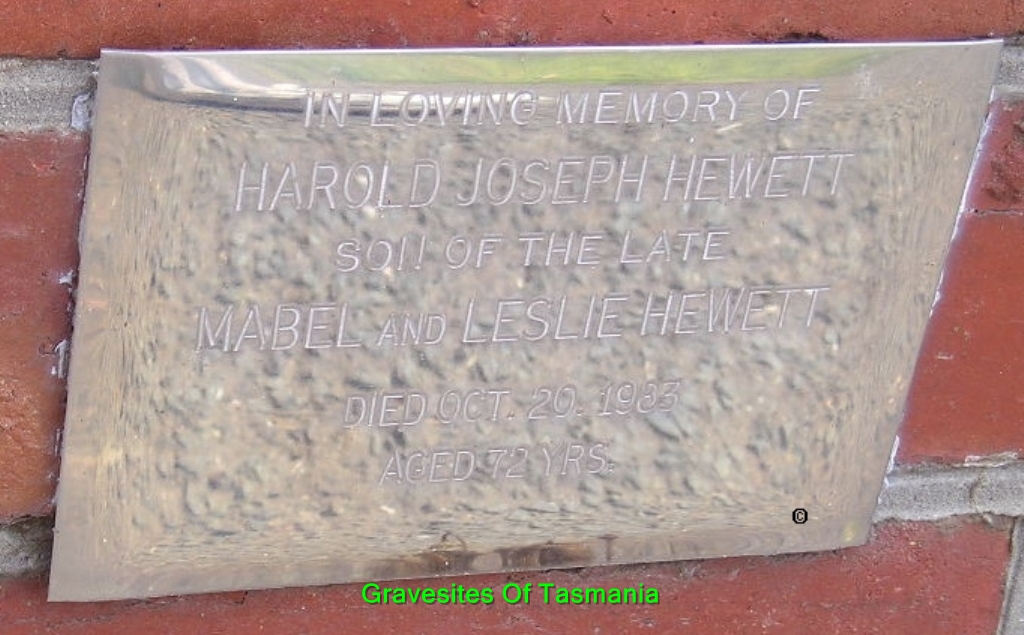 IN LOVING MEMORY OF
HAROLD JOSEPH HEWETT
SON OF THE LATE
MABEL AND LESLIE HEWETT
DIED OCT. 20. 1983
AGED 72 YRS.
©
Gravesites Of Tasmania